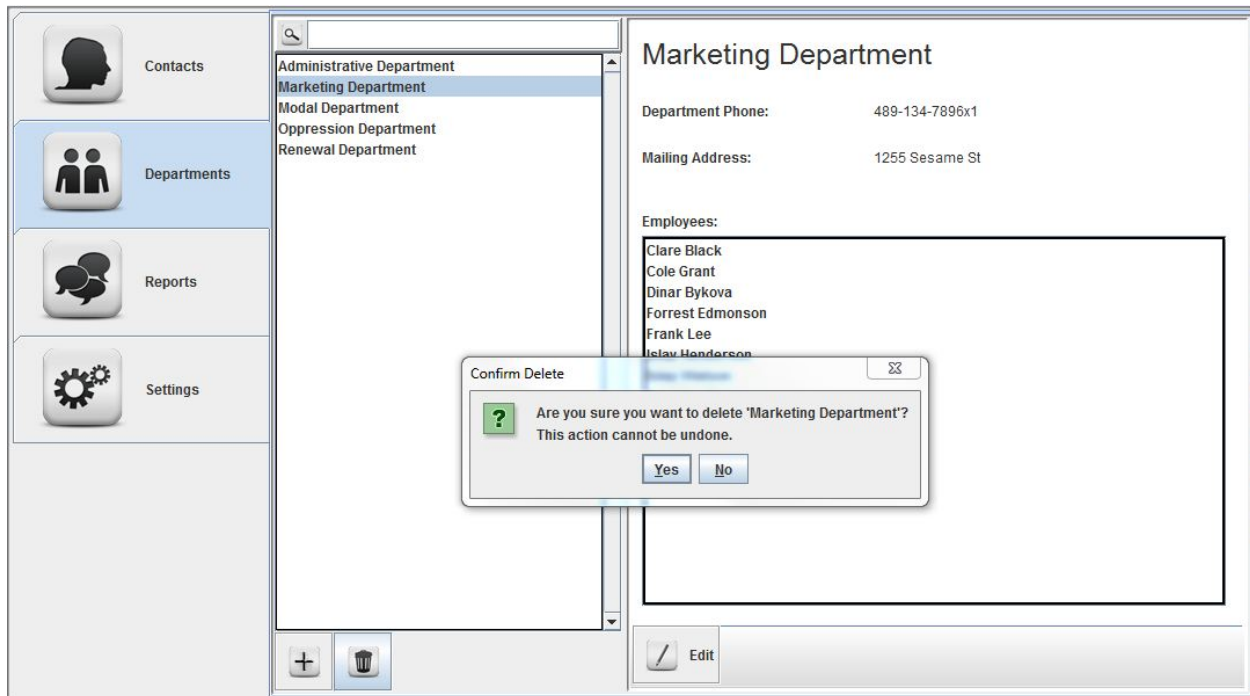 Contacts
Departments
Reports
Settings
Administrative Department
Marketing Department
Modal Department
Oppression Department
Renewal Department
Marketing Department
Department Phone: 489-134-7896x1
Mailing Address: 1255 Sesame St
Employees:
Clare Black
Cole Grant
Dinar Bykova
Forrest Edmonson
Frank Lee
Islay Henderson
Confirm Delete
Are you sure you want to delete 'Marketing Department'?
This action cannot be undone.
Yes No
Edit